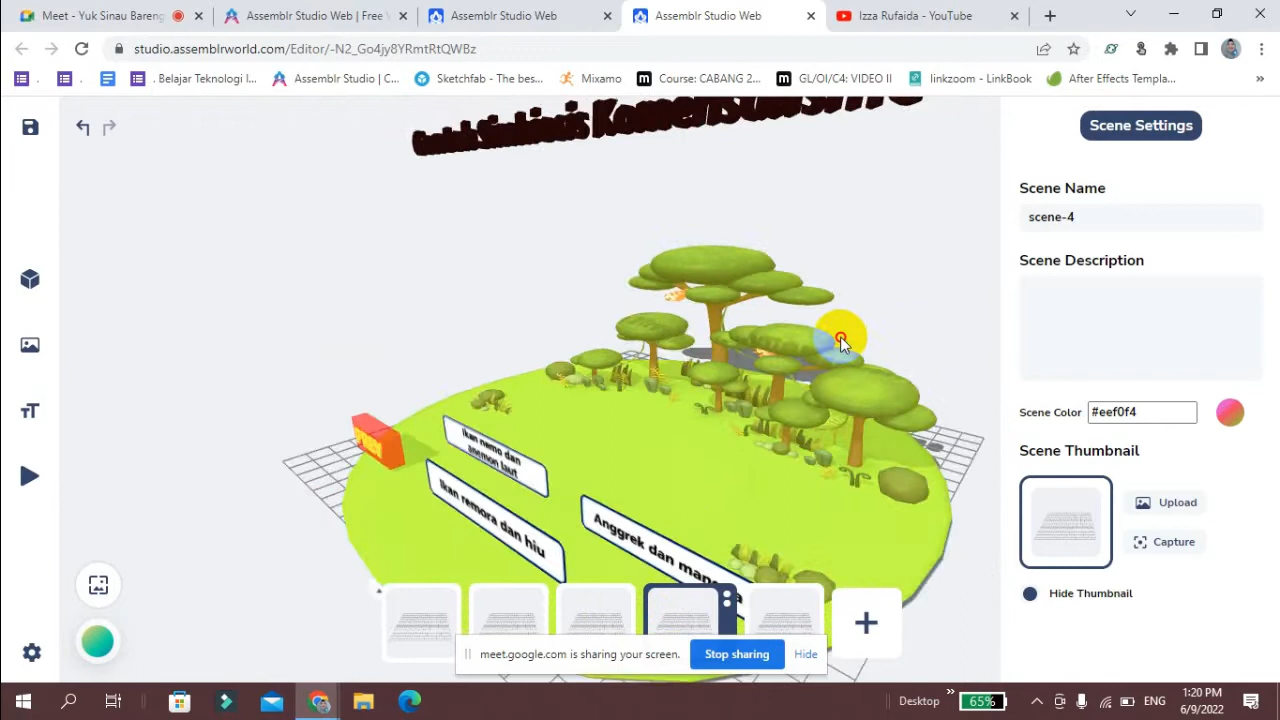 Meet - Yuk Sinau Bareng
Assemblr Studio Web | Free V
Assemblr Studio Web
Assemblr Studio Web
Izza Rufaida - YouTube
studio.assemblrworld.com/Editor/-N2_Go4jy8YRmtRtQWBz
.
.
. Belajar Teknologi I...
Assemblr Studio | C...
Sketchfab - The bes...
Mixamo
Course: CABANG 2...
GL/OI/C4: VIDEO II
linkzoom - LinkBook
After Effects Templa...
»
Komensalisme
Scene Settings
Scene Name
scene-4
Scene Description
Scene Color
#eef0f4
Scene Thumbnail
Upload
Capture
Hide Thumbnail
ikan nemo dan
anemon laut
Ikan remora dan hiu
Anggrek dan
meet.google.com is sharing your screen.
Stop sharing
Hide
Desktop
»
65%
ENG
1:20 PM
6/9/2022